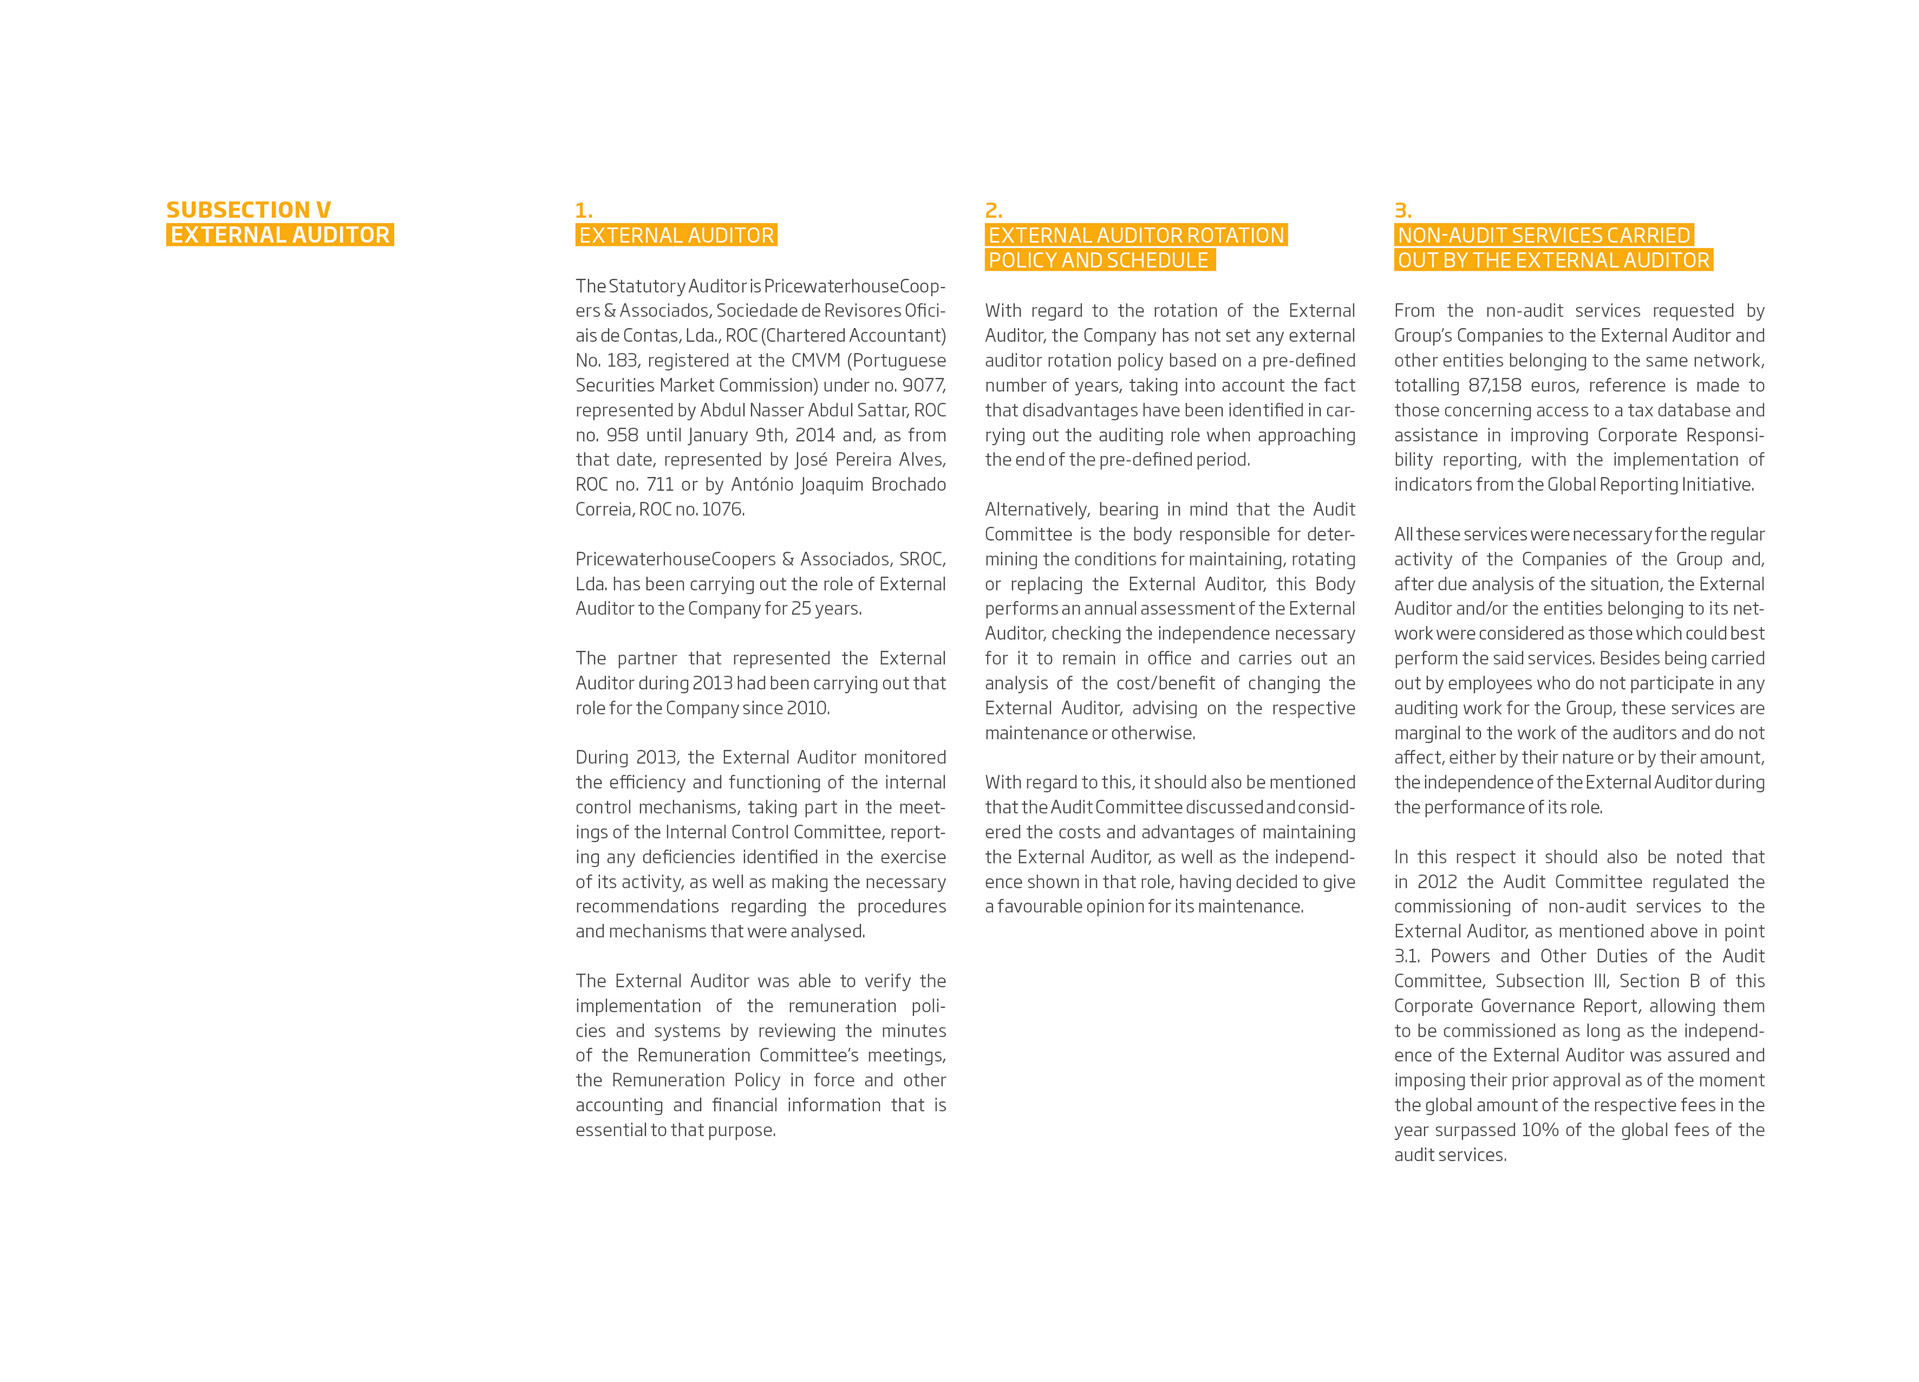 SUBSECTION V
EXTERNAL AUDITOR
1.
EXTERNAL AUDITOR
The Statutory Auditor is PricewaterhouseCoop-
ers & Associados, Sociedade de Revisores Ofici-
ais de Contas, Lda., ROC (Chartered Accountant)
No. 183, registered at the CMVM (Portuguese
Securities Market Commission) under no. 9077,
represented by Abdul Nasser Abdul Sattar, ROC
no. 958 until January 9th, 2014 and, as from
that date, represented by José Pereira Alves,
ROC no. 711 or by António Joaquim Brochado
Correia, ROC no. 1076.
PricewaterhouseCoopers & Associados, SROC,
Lda. has been carrying out the role of External
Auditor to the Company for 25 years.
The partner that represented the External
Auditor during 2013 had been carrying out that
role for the Company since 2010.
During 2013, the External Auditor monitored
the efficiency and functioning of the internal
control mechanisms, taking part in the meet-
ings of the Internal Control Committee, report-
ing any deficiencies identified in the exercise
of its activity, as well as making the necessary
recommendations regarding the procedures
and mechanisms that were analysed.
The External Auditor was able to verify the
implementation of the remuneration poli-
cies and systems by reviewing the minutes
of the Remuneration Committee's meetings,
the Remuneration Policy in force and other
accounting and financial information that is
essential to that purpose.
2.
EXTERNAL AUDITOR ROTATION
POLICY AND SCHEDULE
With regard to the rotation of the External
Auditor, the Company has not set any external
auditor rotation policy based on a pre-defined
number of years, taking into account the fact
that disadvantages have been identified in car-
rying out the auditing role when approaching
the end of the pre-defined period.
Alternatively, bearing in mind that the Audit
Committee is the body responsible for deter-
mining the conditions for maintaining, rotating
or replacing the External Auditor, this Body
performs an annual assessment of the External
Auditor, checking the independence necessary
for it to remain in office and carries out an
analysis of the cost/benefit of changing the
External Auditor, advising on the respective
maintenance or otherwise.
With regard to this, it should also be mentioned
that the Audit Committee discussed and consid-
ered the costs and advantages of maintaining
the External Auditor, as well as the independ-
ence shown in that role, having decided to give
a favourable opinion for its maintenance.
3.
NON-AUDIT SERVICES CARRIED
OUT BY THE EXTERNAL AUDITOR
From the non-audit services requested by
Group's Companies to the External Auditor and
other entities belonging to the same network,
totalling 87,158 euros, reference is made to
those concerning access to a tax database and
assistance in improving Corporate Responsi-
bility reporting, with the implementation of
indicators from the Global Reporting Initiative.
All these services were necessary for the regular
activity of the Companies of the Group and,
after due analysis of the situation, the External
Auditor and/or the entities belonging to its net-
work were considered as those which could best
perform the said services. Besides being carried
out by employees who do not participate in any
auditing work for the Group, these services are
marginal to the work of the auditors and do not
affect, either by their nature or by their amount,
the independence of the External Auditor during
the performance of its role.
In this respect it should also be noted that
in 2012 the Audit Committee regulated the
commissioning of non-audit services to the
External Auditor, as mentioned above in point
3.1. Powers and Other Duties of the Audit
Committee, Subsection III, Section B of this
Corporate Governance Report, allowing them
to be commissioned as long as the independ-
ence of the External Auditor was assured and
imposing their prior approval as of the moment
the global amount of the respective fees in the
year surpassed 10% of the global fees of the
audit services.